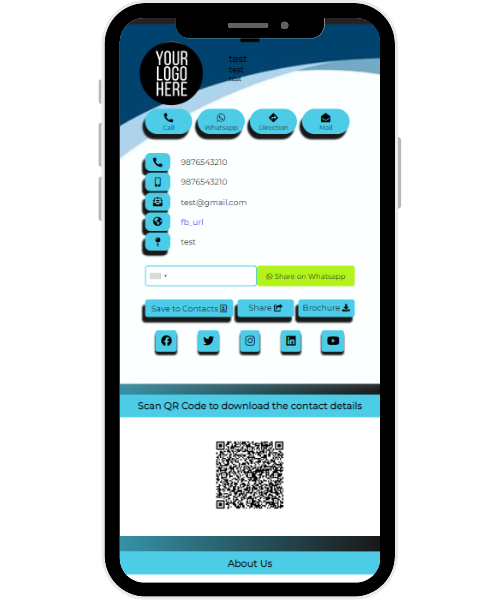 YOUR
LOGO
HERE
test
test
test
Call
Whatsapp
Direction
Mail
9876543210
9876543210
test@gmail.com
fb_url
test
Share on Whatsapp
Save to Contacts
Share
Brochure
Scan QR Code to download the contact details
About Us